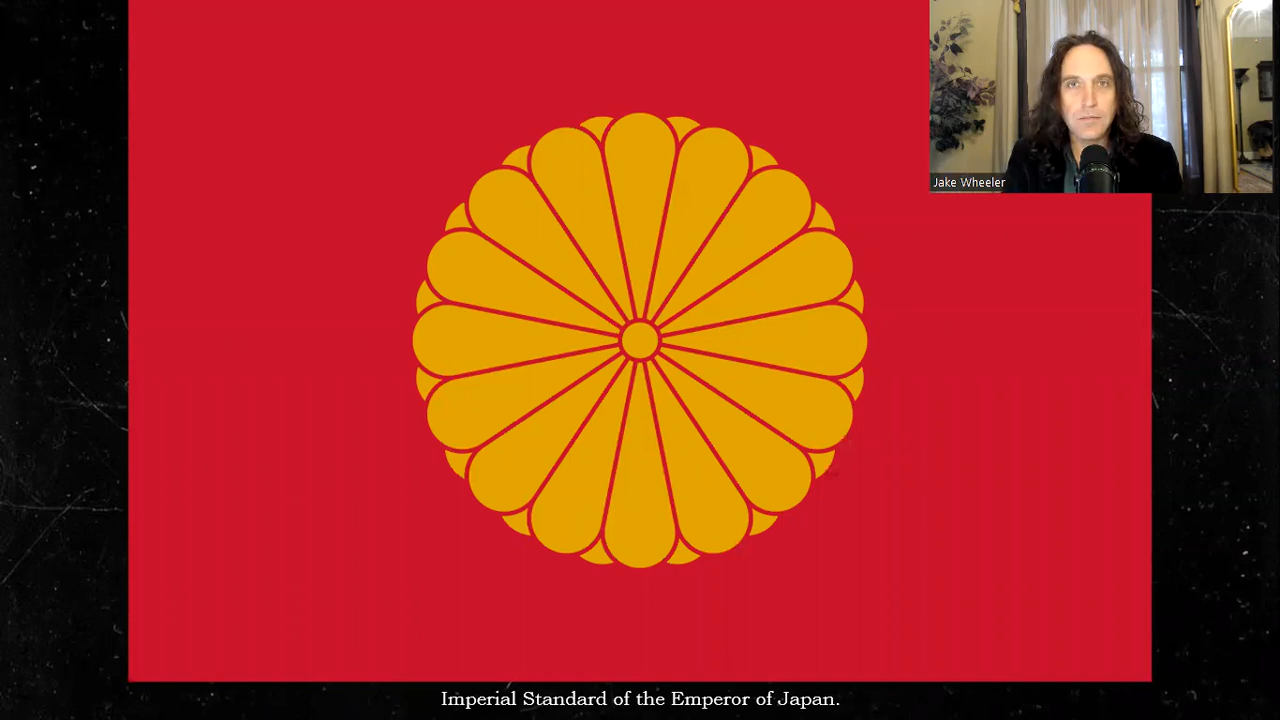 Jake Wheeler
Imperial Standard of the Emperor of Japan.